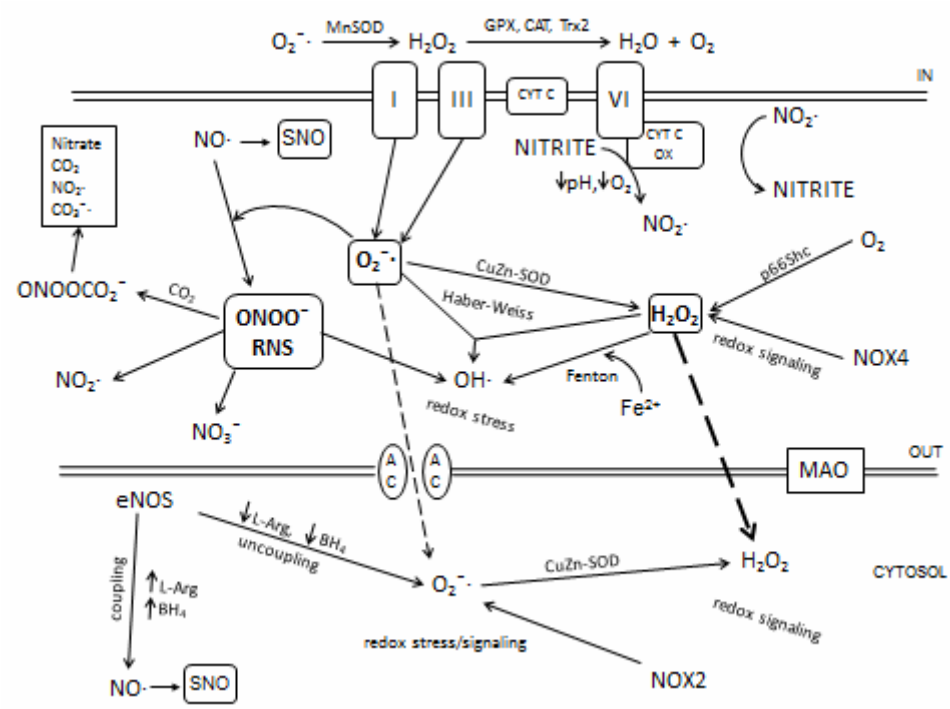 O₂⁻· MnSOD H₂O₂ GPX, CAT, Trx2 H₂O + O₂
IN
I III CYT C VI
NO· SNO
NITRITE
CYT C
OX
↓pH,↓O₂
NO₂·
NO₂·
NITRITE
Nitrate
CO₂
NO₂·
CO₃⁻·
ONOOCO₂⁻
CO₂
O₂⁻·
CuZn-SOD
Haber-Weiss
p66Shc
O₂
ONOO⁻
RNS
H₂O₂
redox signaling
NOX4
NO₂·
NO₃⁻
OH·
redox stress
Fenton
Fe²⁺
OUT
A
C
A
C
MAO
eNOS
↓L-Arg, ↓BH₄
uncoupling
coupling
↑L-Arg
↑BH₄
O₂⁻·
CuZn-SOD
H₂O₂
CYTOSOL
redox stress/signaling
redox signaling
NOX2
NO· SNO